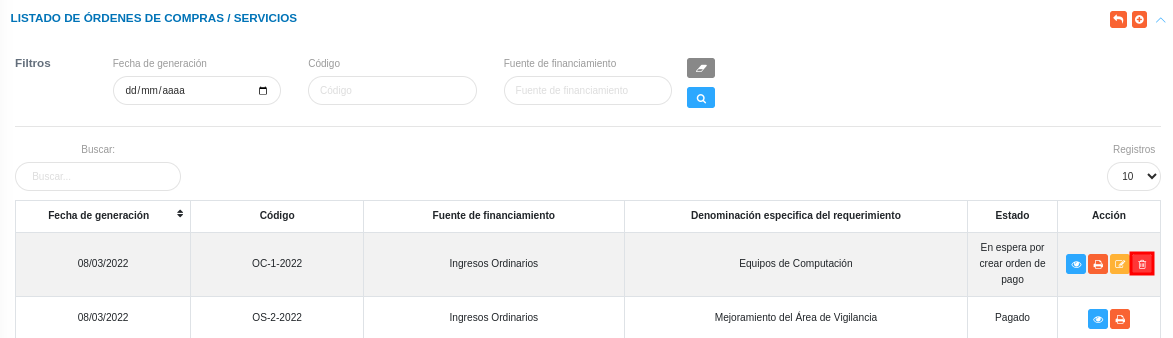 LISTADO DE ÓRDENES DE COMPRAS / SERVICIOS
Filtros
Fecha de generación
Código
Fuente de financiamiento
dd/mm/aaaa
Código
Fuente de financiamiento
Buscar:
Registros
Buscar...
10
Fecha de generación
Código
Fuente de financiamiento
Denominación especifica del requerimiento
Estado
Acción
08/03/2022
OC-1-2022
Ingresos Ordinarios
Equipos de Computación
En espera por
crear orden de
pago
08/03/2022
OS-2-2022
Ingresos Ordinarios
Mejoramiento del Área de Vigilancia
Pagado